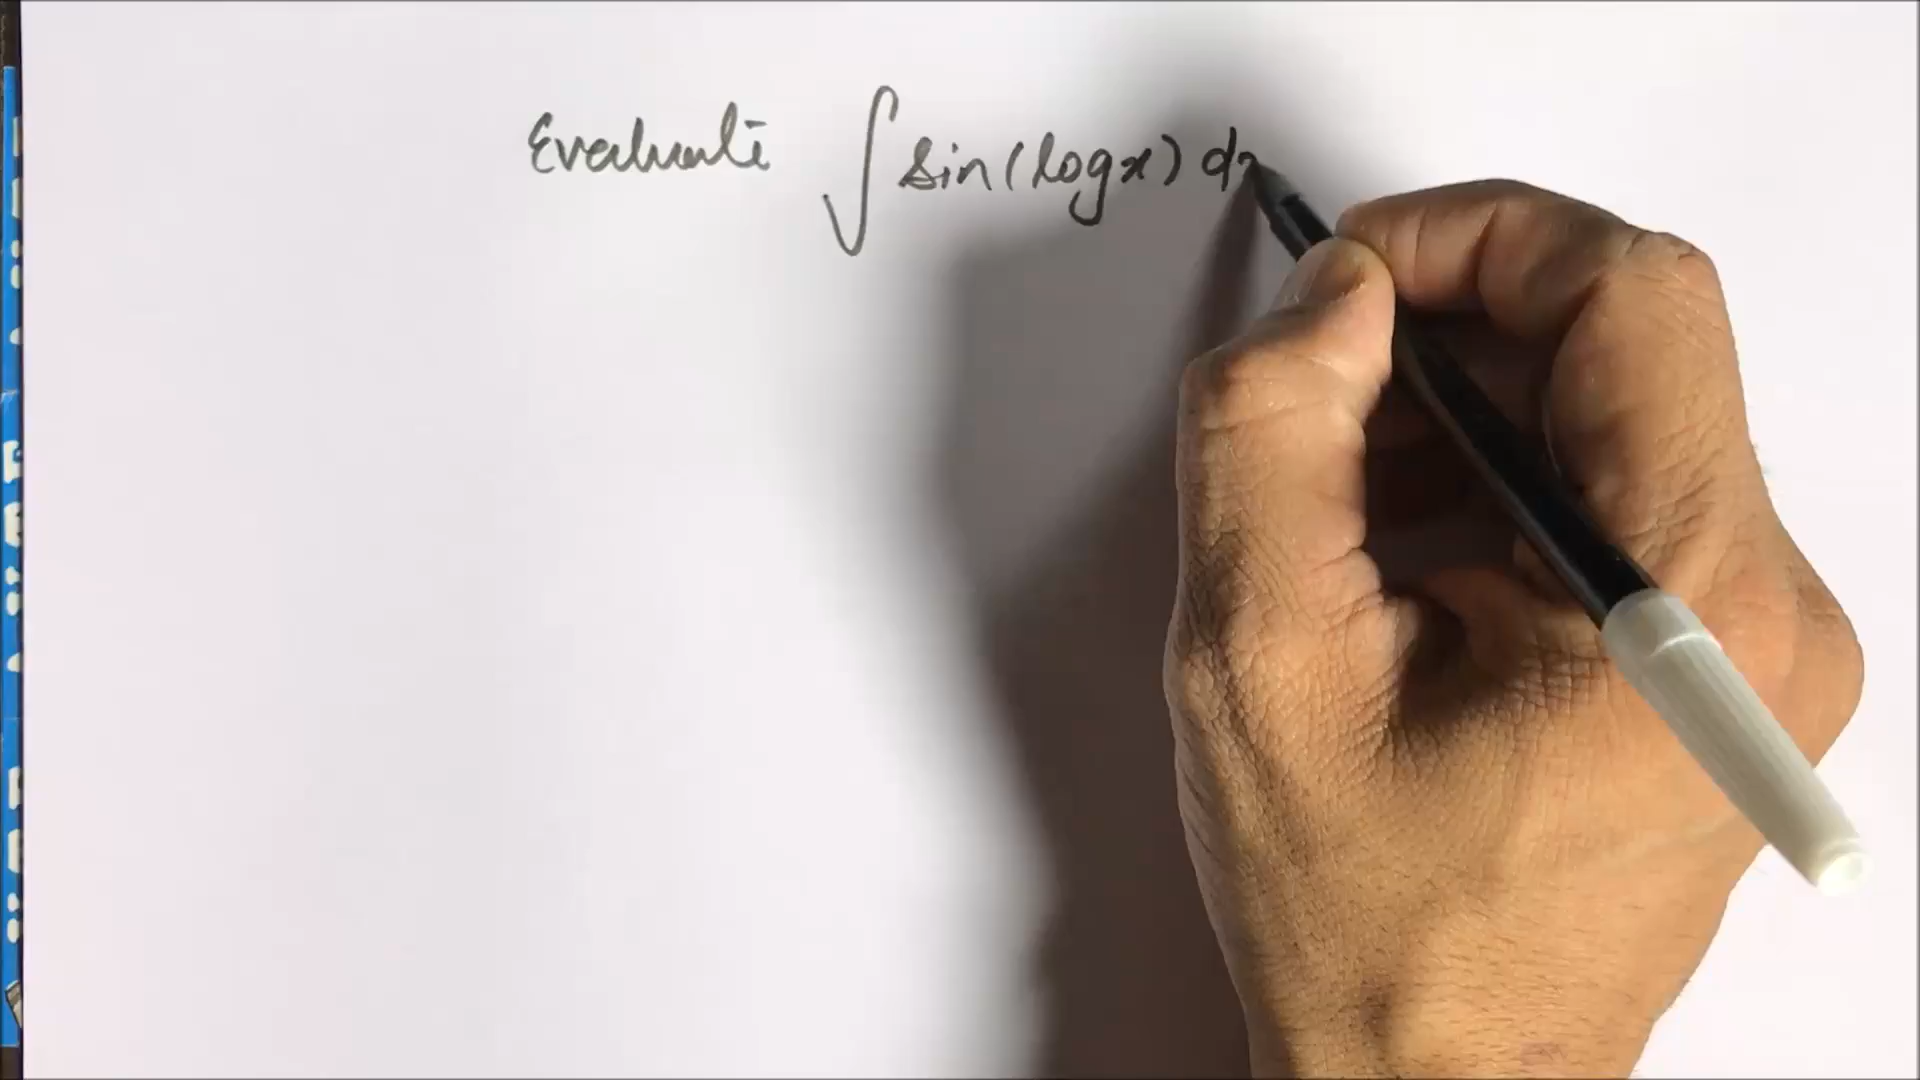 Evaluate ∫ sin(logx) dx